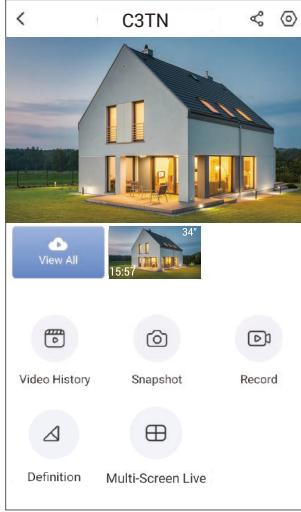 C3TN
View All
34"
15:57
Video History
Snapshot
Record
Definition
Multi-Screen Live